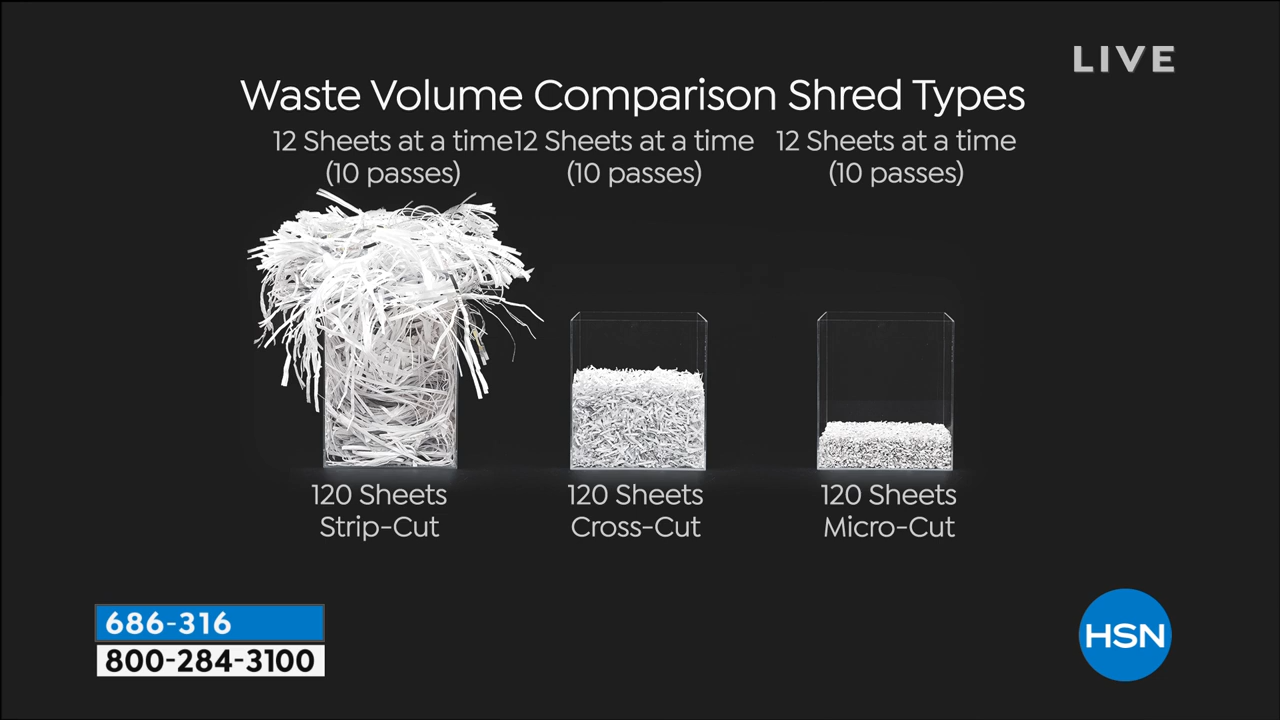 LIVE
Waste Volume Comparison Shred Types
12 Sheets at a time
(10 passes)
12 Sheets at a time
(10 passes)
12 Sheets at a time
(10 passes)
120 Sheets
Strip-Cut
120 Sheets
Cross-Cut
120 Sheets
Micro-Cut
686-316
800-284-3100
HSN